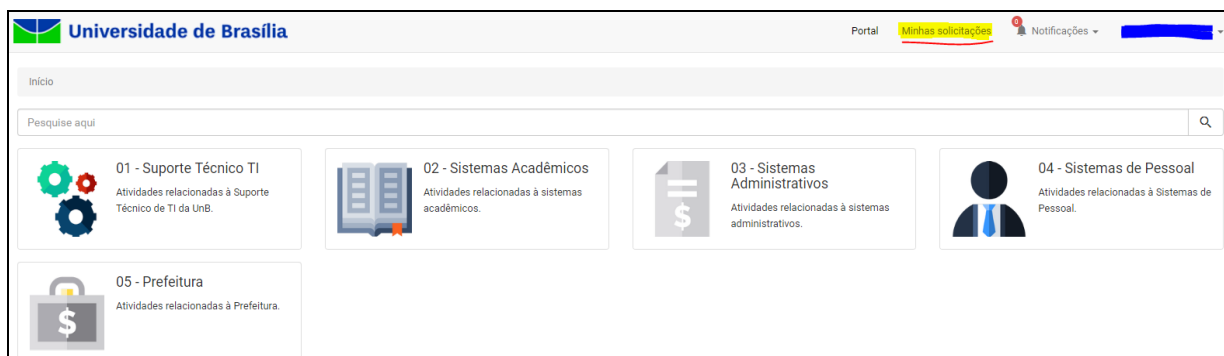 Universidade de Brasília
Portal
Minhas solicitações
0
Notificações
Início
Pesquise aqui
01 - Suporte Técnico TI
Atividades relacionadas à Suporte
Técnico de TI da UnB.
02 - Sistemas Acadêmicos
Atividades relacionadas à sistemas
acadêmicos.
03 - Sistemas
Administrativos
Atividades relacionadas à sistemas
administrativos.
04 - Sistemas de Pessoal
Atividades relacionadas à Sistemas de
Pessoal.
05 - Prefeitura
Atividades relacionadas à Prefeitura.